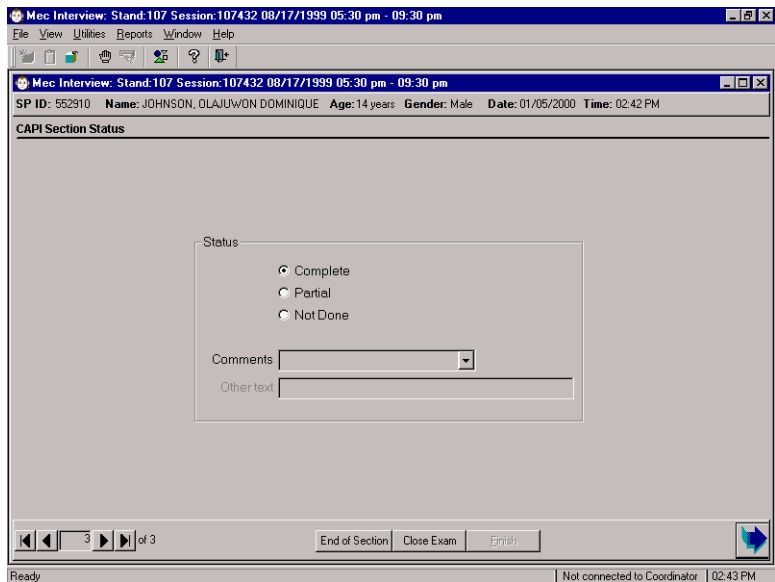 Mec Interview: Stand:107 Session:107432 08/17/1999 05:30 pm - 09:30 pm
File View Utilities Reports Window Help
Mec Interview: Stand:107 Session:107432 08/17/1999 05:30 pm - 09:30 pm
SP ID: 552910 Name: JOHNSON, OLAJUWON DOMINIQUE Age: 14 years Gender: Male Date: 01/05/2000 Time: 02:42 PM
CAPI Section Status
Status
Complete
Partial
Not Done
Comments
Other text
3 of 3 End of Section Close Exam Finish
Ready Not connected to Coordinator 02:43 PM